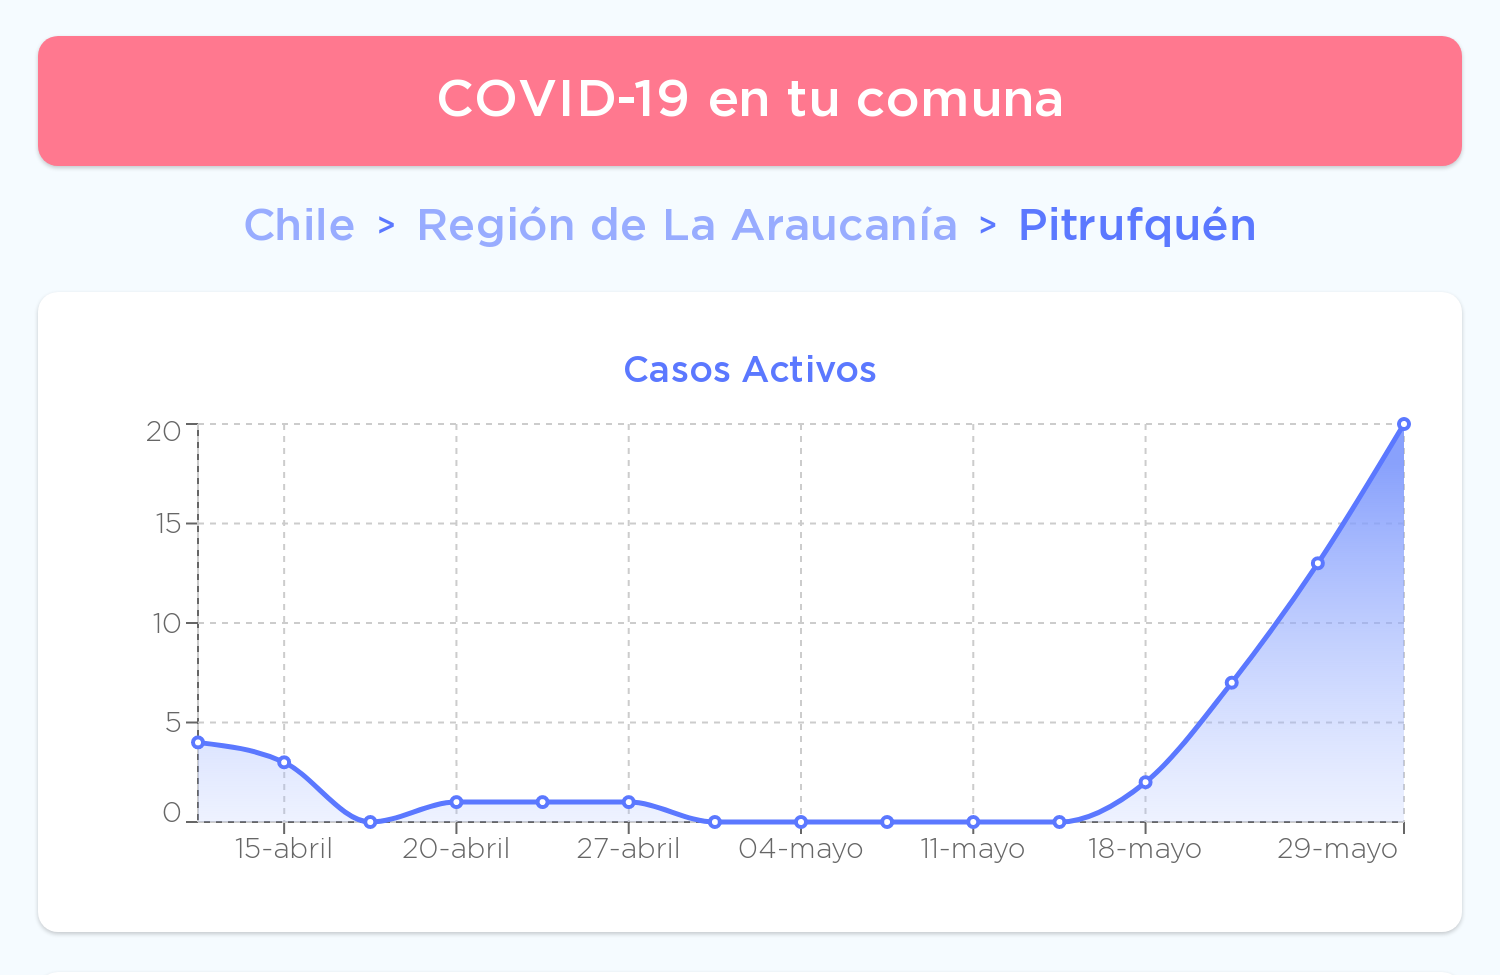 COVID-19 en tu comuna
Chile > Región de La Araucanía > Pitrufquén
Casos Activos
20
15
10
5
0
15-abril 20-abril 27-abril 04-mayo 11-mayo 18-mayo 29-mayo